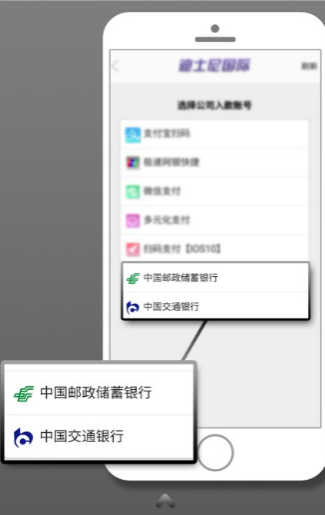 迪士尼国际
刷新
选择公司入款账号
支付宝扫码
极速网银快捷
微信支付
多元化支付
扫码支付【IOS10】
中国邮政储蓄银行
中国交通银行
中国邮政储蓄银行
中国交通银行